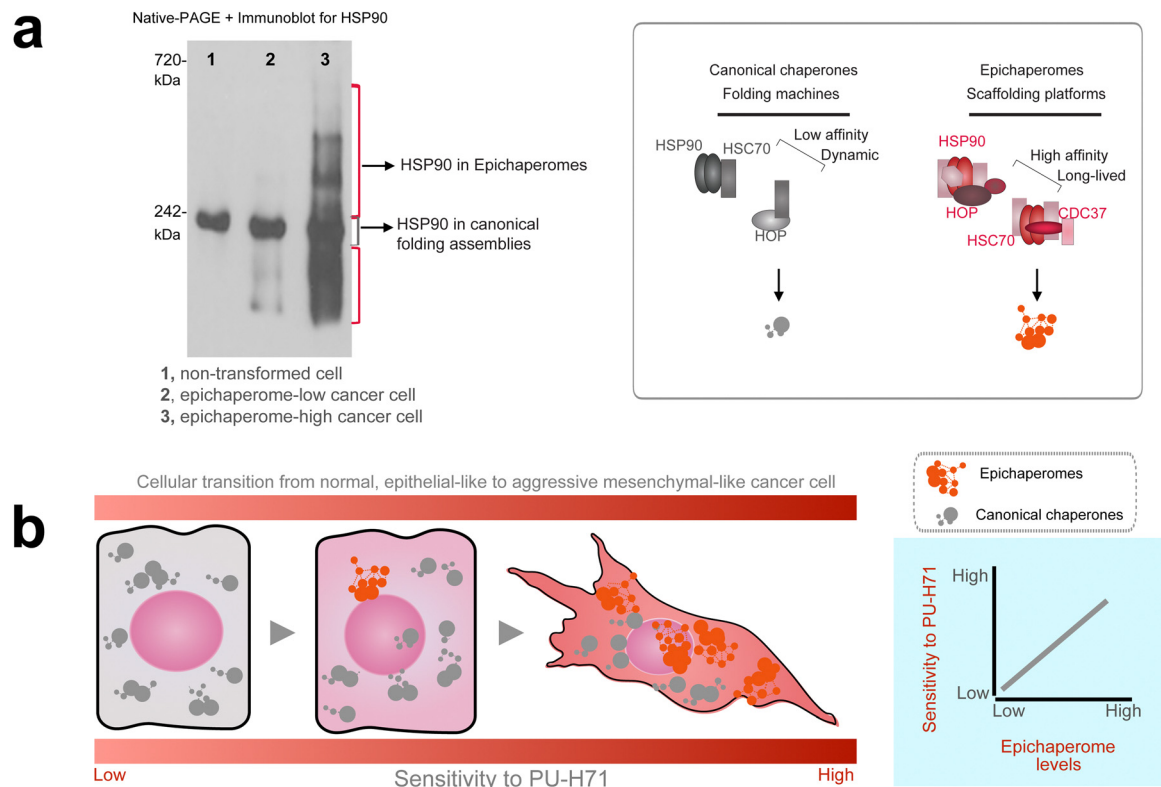 a
Native-PAGE + Immunoblot for HSP90
720-
kDa
1 2 3
242-
kDa
HSP90 in Epichaperomes
HSP90 in canonical
folding assemblies
1, non-transformed cell
2, epichaperome-low cancer cell
3, epichaperome-high cancer cell
Canonical chaperones
Folding machines
HSP90
HSC70
Low affinity
Dynamic
HOP
Epichaperomes
Scaffolding platforms
HSP90
High affinity
Long-lived
HOP
CDC37
HSC70
b
Cellular transition from normal, epithelial-like to aggressive mesenchymal-like cancer cell
Low
Sensitivity to PU-H71
High
Epichaperomes
Canonical chaperones
Sensitivity to PU-H71
High
Low
Low
High
Epichaperome
levels